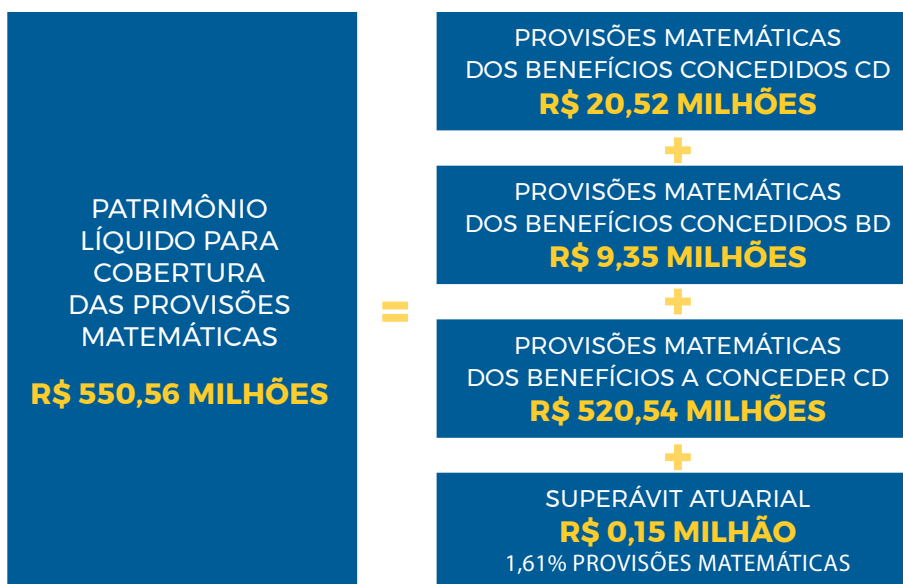 PATRIMÔNIO
LÍQUIDO PARA
COBERTURA
DAS PROVISÕES
MATEMÁTICAS
R$ 550,56 MILHÕES
=
PROVISÕES MATEMÁTICAS
DOS BENEFÍCIOS CONCEDIDOS CD
R$ 20,52 MILHÕES
+
PROVISÕES MATEMÁTICAS
DOS BENEFÍCIOS CONCEDIDOS BD
R$ 9,35 MILHÕES
+
PROVISÕES MATEMÁTICAS
DOS BENEFÍCIOS A CONCEDER CD
R$ 520,54 MILHÕES
+
SUPERÁVIT ATUARIAL
R$ 0,15 MILHÃO
1,61% PROVISÕES MATEMÁTICAS